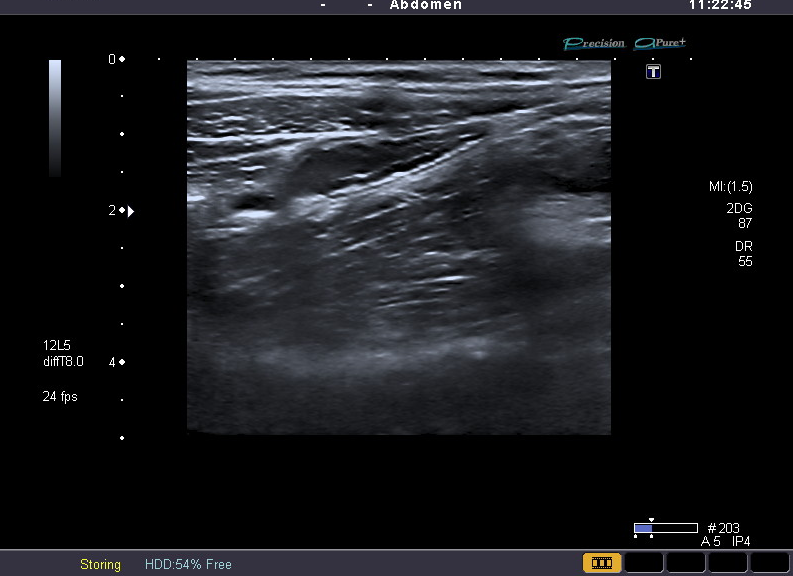 - - Abdomen 11:22:45
Precision APure+
0
T
MI:(1.5)
2DG
87
DR
55
2
12L5
diffT8.0
4
24 fps
#203
A 5 IP4
Storing HDD:54% Free